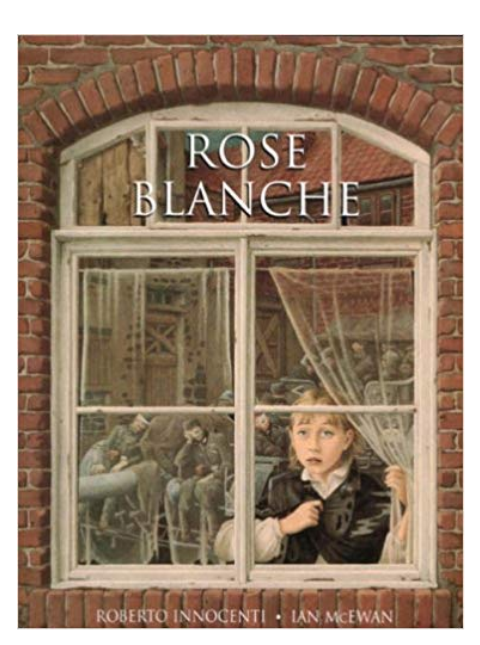 ROSE
BLANCHE
ROBERTO INNOCENTI • IAN McEWAN